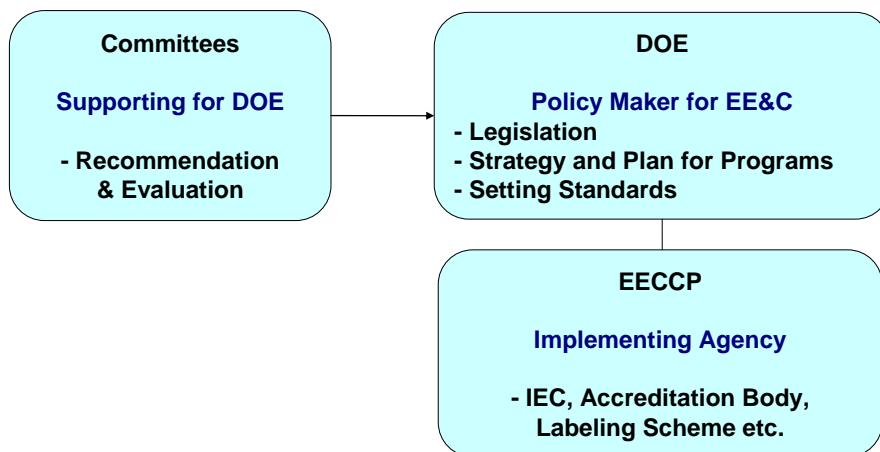 Committees
Supporting for DOE
- Recommendation
& Evaluation
DOE
Policy Maker for EE&C
- Legislation
- Strategy and Plan for Programs
- Setting Standards
EECCP
Implementing Agency
- IEC, Accreditation Body,
Labeling Scheme etc.